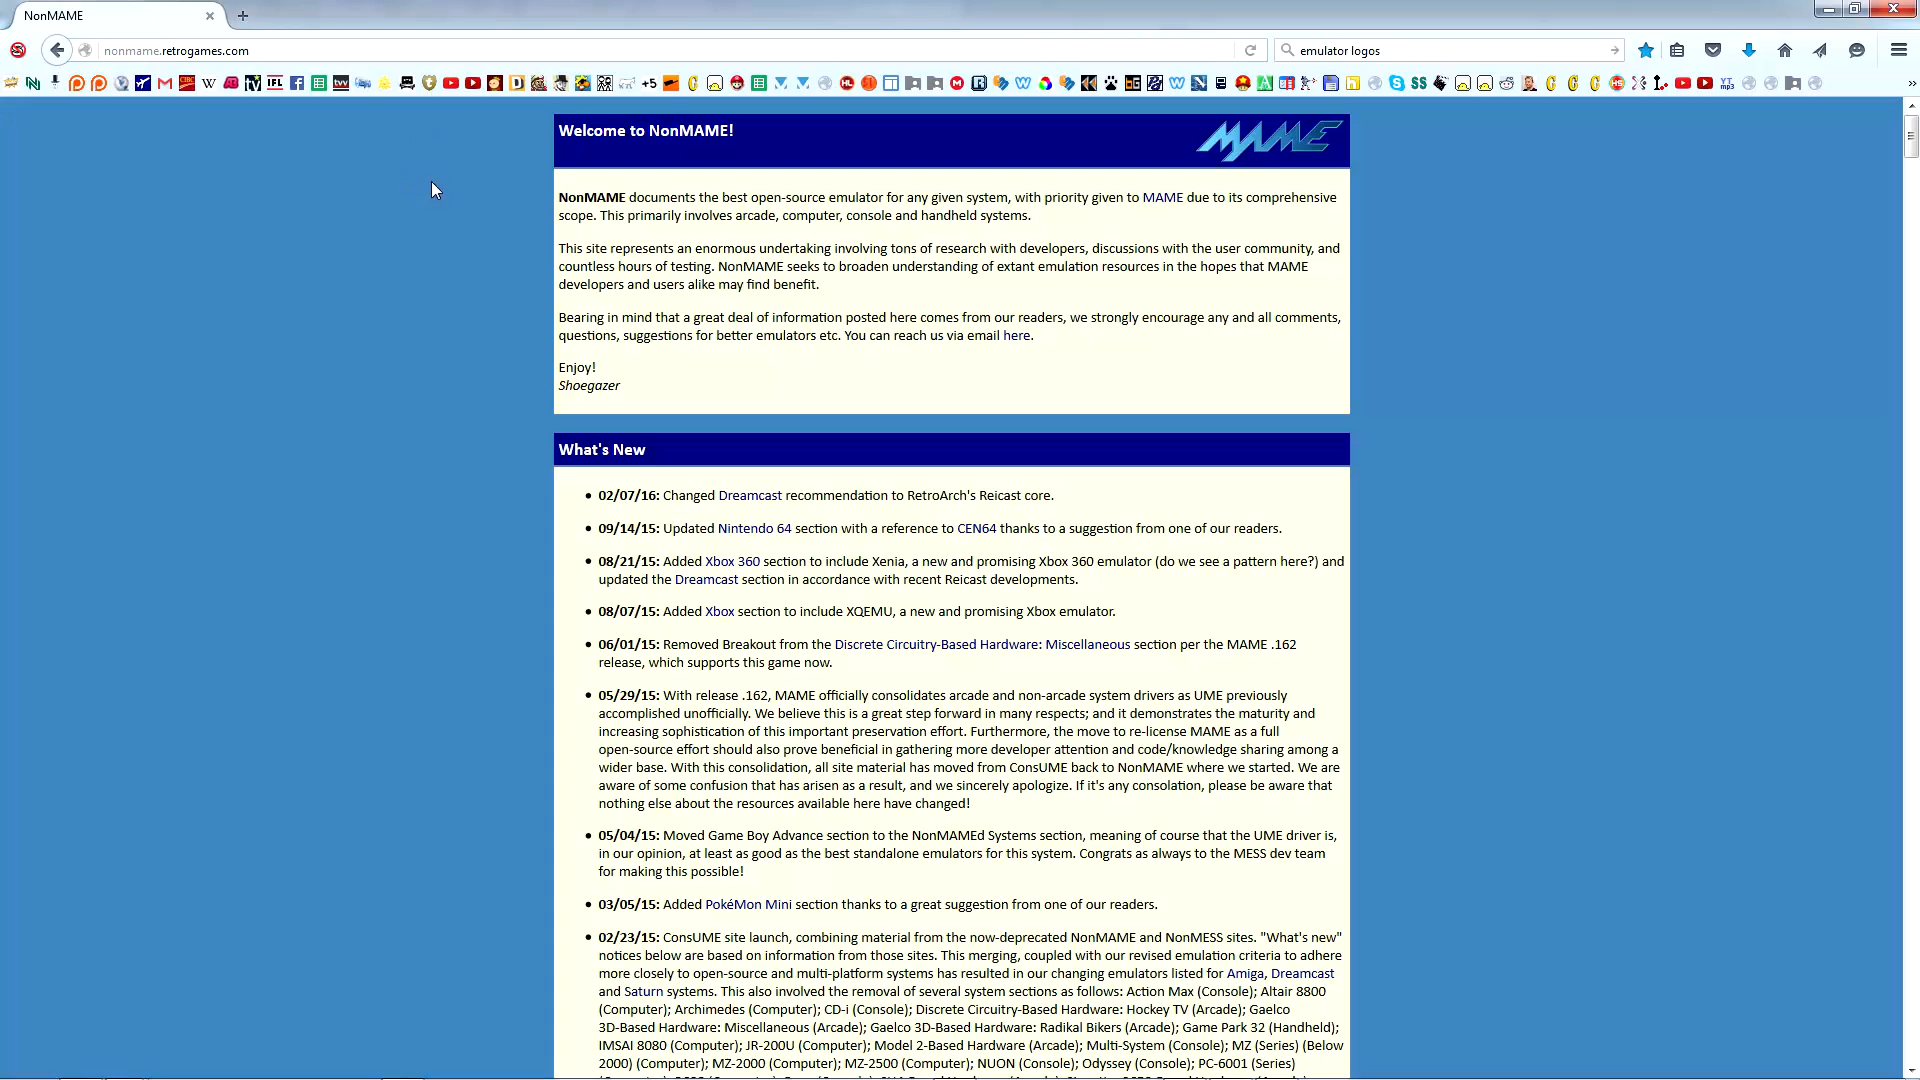 NonMAME
nonmame.retrogames.com
emulator logos
Welcome to NonMAME!
MAME
NonMAME documents the best open-source emulator for any given system, with priority given to MAME due to its comprehensive
scope. This primarily involves arcade, computer, console and handheld systems.
This site represents an enormous undertaking involving tons of research with developers, discussions with the user community, and
countless hours of testing. NonMAME seeks to broaden understanding of extant emulation resources in the hopes that MAME
developers and users alike may find benefit.
Bearing in mind that a great deal of information posted here comes from our readers, we strongly encourage any and all comments,
questions, suggestions for better emulators etc. You can reach us via email here.
Enjoy!
Shoegazer
What's New
02/07/16: Changed Dreamcast recommendation to RetroArch's Reicast core.
09/14/15: Updated Nintendo 64 section with a reference to CEN64 thanks to a suggestion from one of our readers.
08/21/15: Added Xbox 360 section to include Xenia, a new and promising Xbox 360 emulator (do we see a pattern here?) and
updated the Dreamcast section in accordance with recent Reicast developments.
08/07/15: Added Xbox section to include XQEMU, a new and promising Xbox emulator.
06/01/15: Removed Breakout from the Discrete Circuitry-Based Hardware: Miscellaneous section per the MAME .162
release, which supports this game now.
05/29/15: With release .162, MAME officially consolidates arcade and non-arcade system drivers as UME previously
accomplished unofficially. We believe this is a great step forward in many respects; and it demonstrates the maturity and
increasing sophistication of this important preservation effort. Furthermore, the move to re-license MAME as a full
open-source effort should also prove beneficial in gathering more developer attention and code/knowledge sharing among a
wider base. With this consolidation, all site material has moved from ConsUME back to NonMAME where we started. We are
aware of some confusion that has arisen as a result, and we sincerely apologize. If it's any consolation, please be aware that
nothing else about the resources available here have changed!
05/04/15: Moved Game Boy Advance section to the NonMAMEd Systems section, meaning of course that the UME driver is,
in our opinion, at least as good as the best standalone emulators for this system. Congrats as always to the MESS dev team
for making this possible!
03/05/15: Added PokéMon Mini section thanks to a great suggestion from one of our readers.
02/23/15: ConsUME site launch, combining material from the now-deprecated NonMAME and NonMESS sites. "What's new"
notices below are based on information from those sites. This merging, coupled with our revised emulation criteria to adhere
more closely to open-source and multi-platform systems has resulted in our changing emulators listed for Amiga, Dreamcast
and Saturn systems. This also involved the removal of several system sections as follows: Action Max (Console); Altair 8800
(Computer); Archimedes (Computer); CD-i (Console); Discrete Circuitry-Based Hardware: Hockey TV (Arcade); Gaelco
3D-Based Hardware: Miscellaneous (Arcade); Gaelco 3D-Based Hardware: Radikal Bikers (Arcade); Game Park 32 (Handheld);
IMSAI 8080 (Computer); JR-200U (Computer); Model 2-Based Hardware (Arcade); Multi-System (Console); MZ (Series) (Below
2000) (Computer); MZ-2000 (Computer); MZ-2500 (Computer); NUON (Console); Odyssey (Console); PC-6001 (Series)